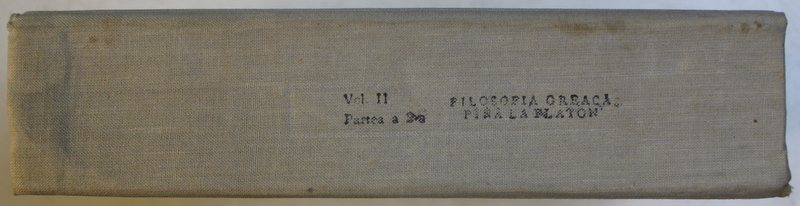 Vol. II
Partea a 2-a
FILOSOFIA GREACĂ
PÎNĂ LA PLATON